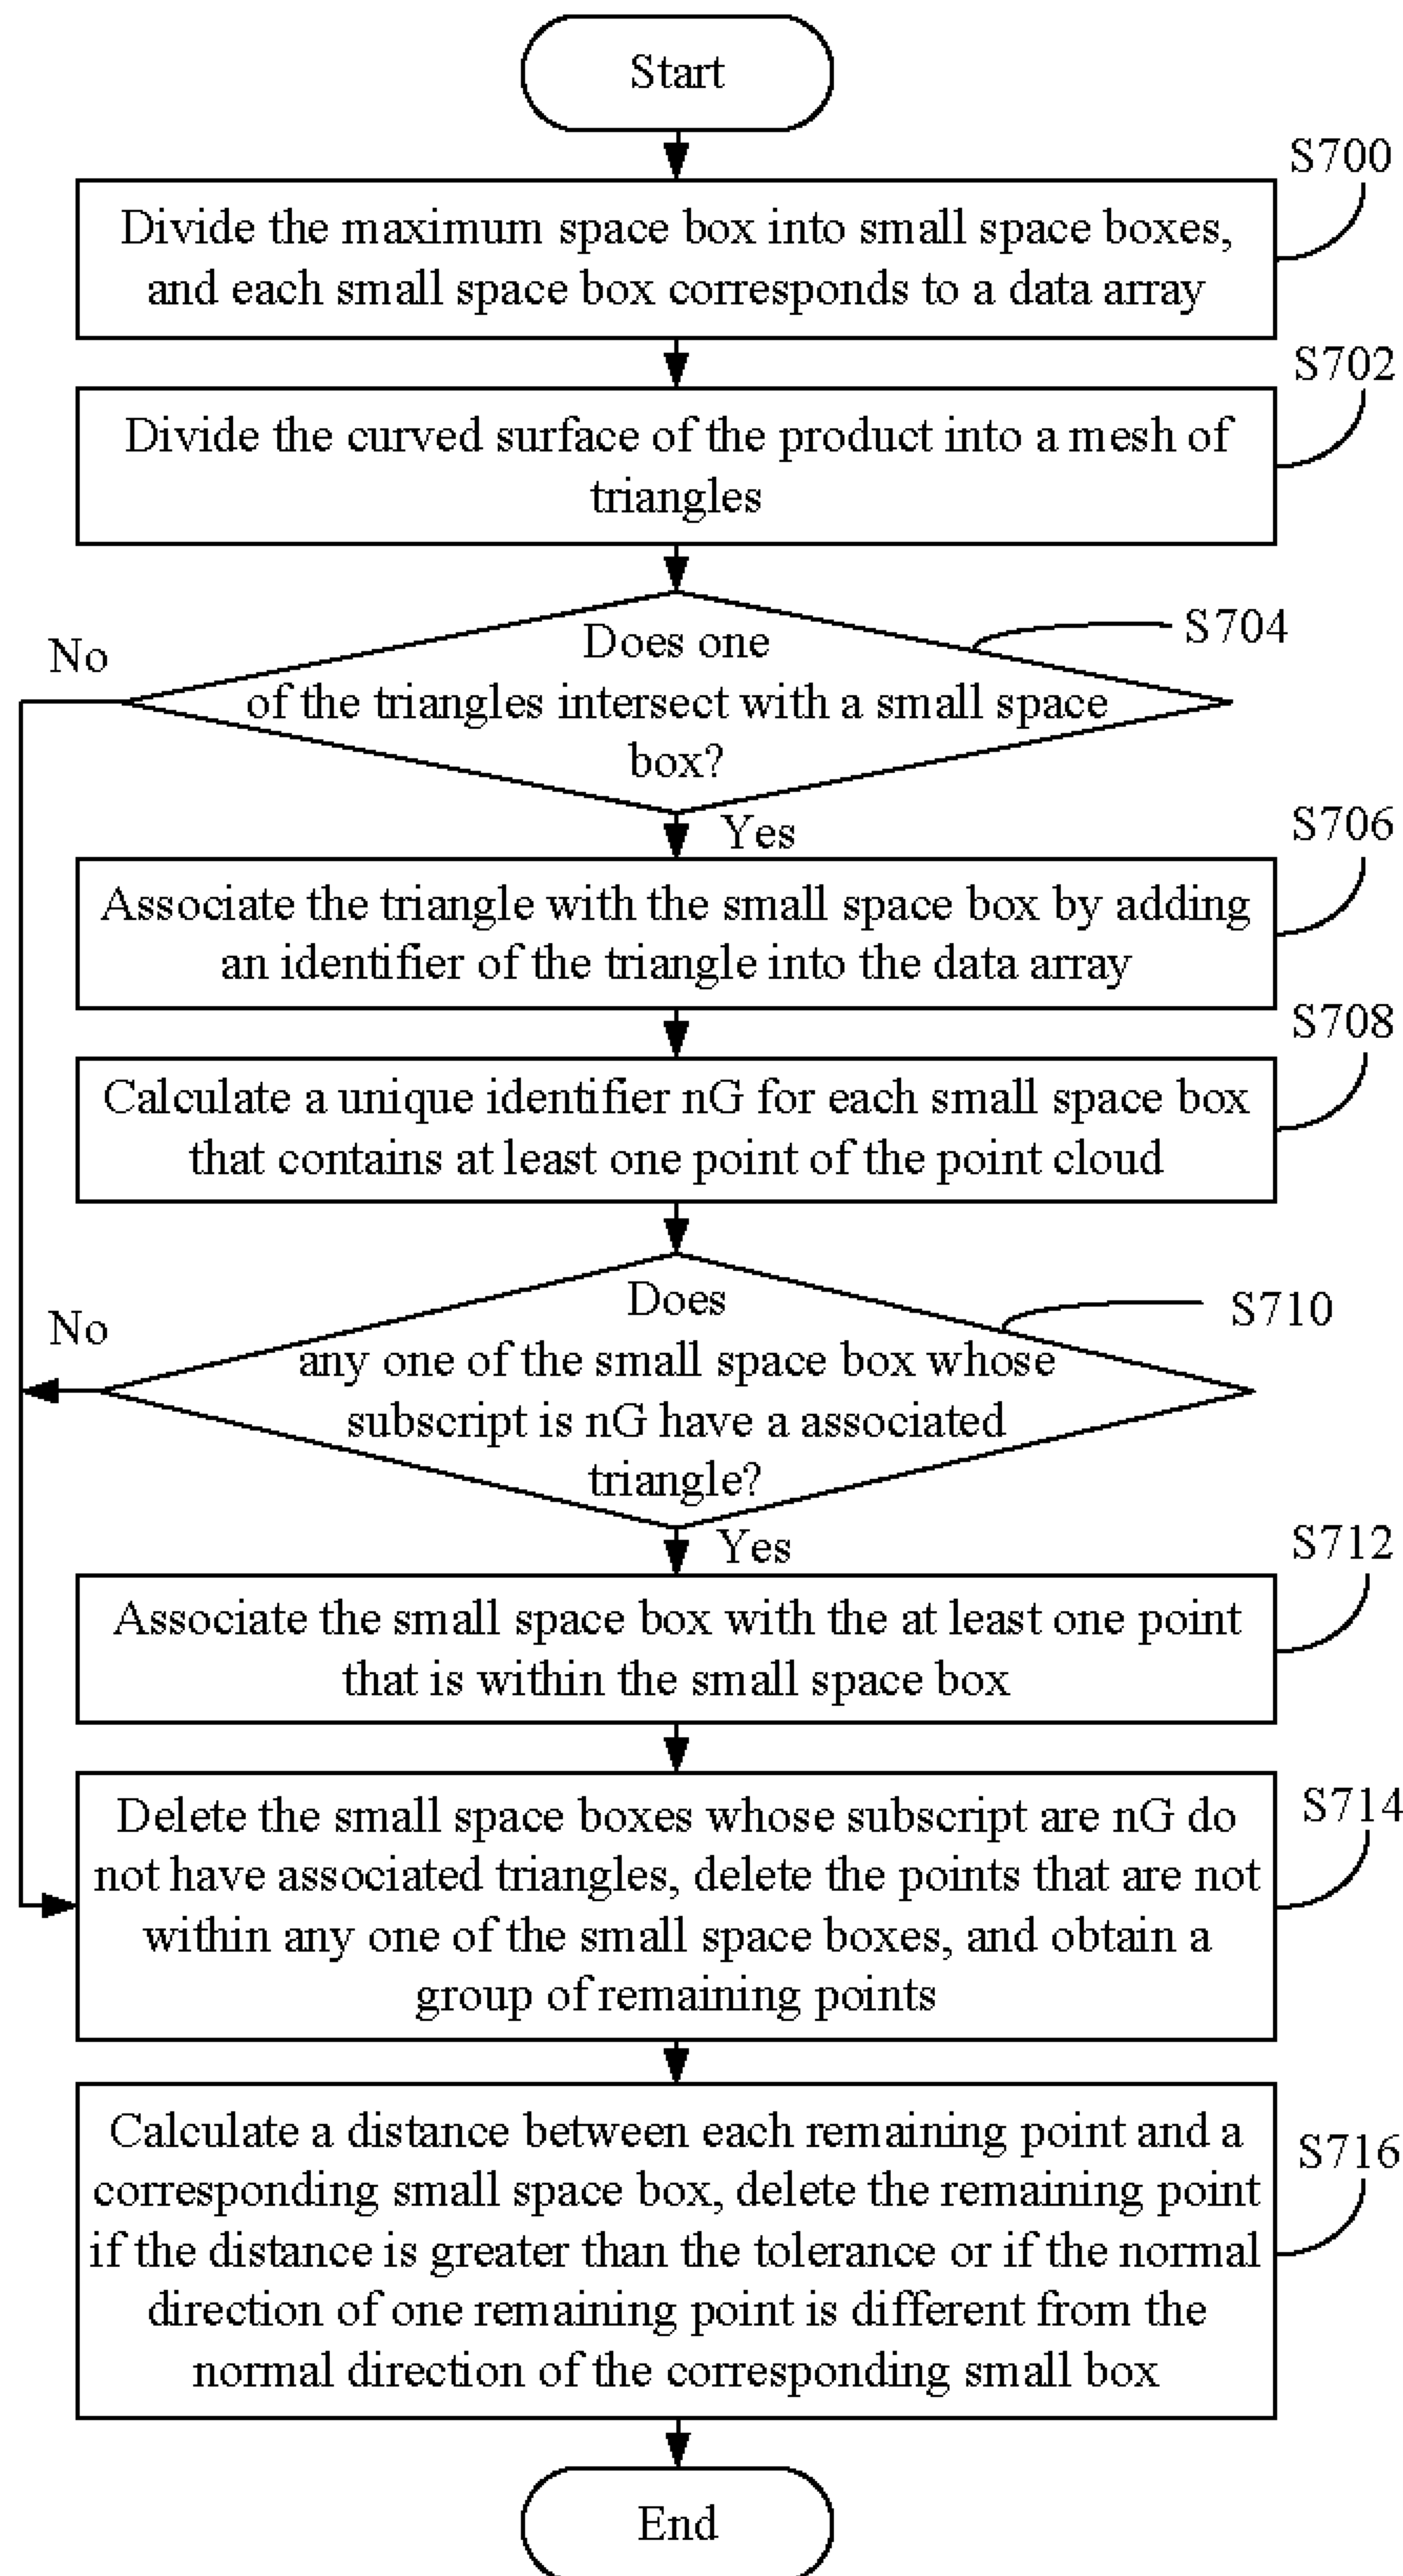 Start
S700
Divide the maximum space box into small space boxes,
and each small space box corresponds to a data array
S702
Divide the curved surface of the product into a mesh of
triangles
S704
No
Does one
of the triangles intersect with a small space
box?
Yes
S706
Associate the triangle with the small space box by adding
an identifier of the triangle into the data array
S708
Calculate a unique identifier nG for each small space box
that contains at least one point of the point cloud
S710
No
Does
any one of the small space box whose
subscript is nG have a associated
triangle?
Yes
S712
Associate the small space box with the at least one point
that is within the small space box
S714
Delete the small space boxes whose subscript are nG do
not have associated triangles, delete the points that are not
within any one of the small space boxes, and obtain a
group of remaining points
S716
Calculate a distance between each remaining point and a
corresponding small space box, delete the remaining point
if the distance is greater than the tolerance or if the normal
direction of one remaining point is different from the
normal direction of the corresponding small box
End